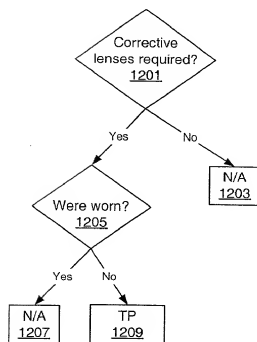 Corrective
lenses required?
1201
Yes
No
N/A
1203
Were worn?
1205
Yes
No
N/A
1207
TP
1209